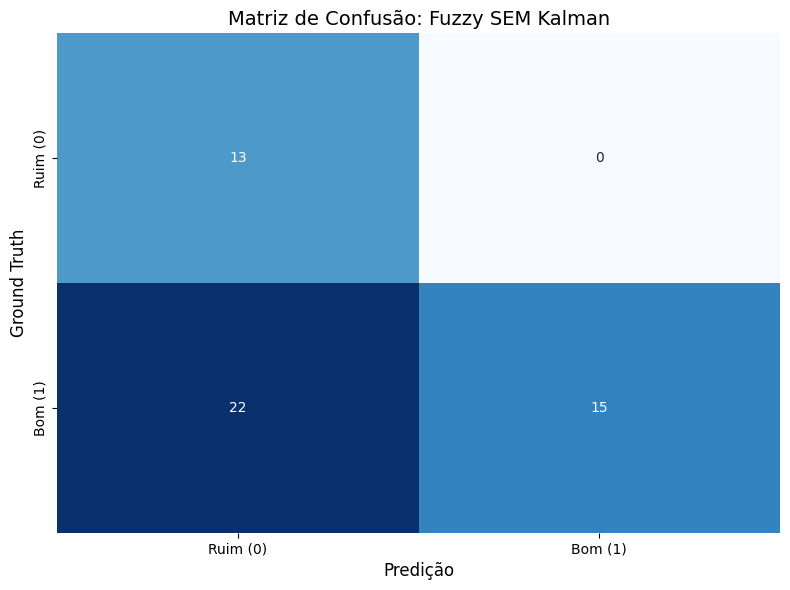 Matriz de Confusão: Fuzzy SEM Kalman
Ground Truth
Ruim (0)
13
0
Bom (1)
22
15
Ruim (0)
Bom (1)
Predição